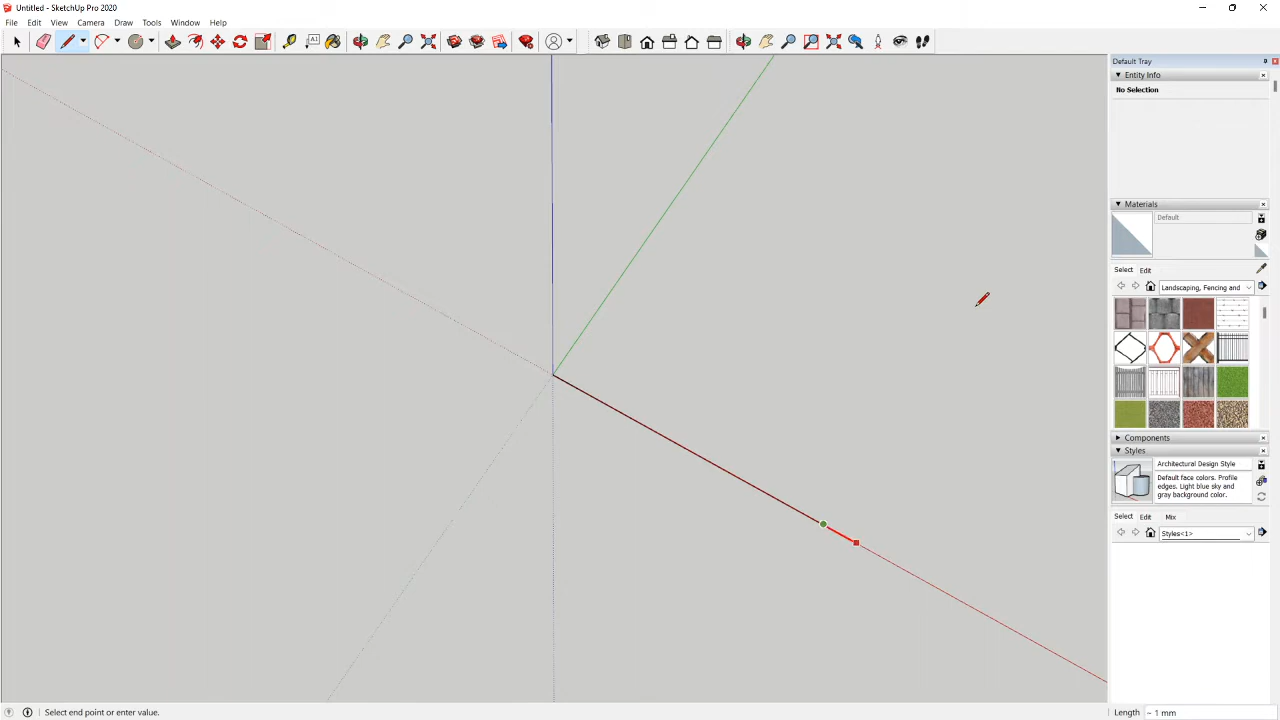 Untitled - SketchUp Pro 2020
File Edit View Camera Draw Tools Window Help
A1
Default Tray
Entity Info
No Selection
Materials
Default
Select Edit
Landscaping, Fencing and
Components
Styles
Architectural Design Style
Default face colors. Profile
edges. Light blue sky and
gray background color.
Select Edit Mix
Styles<1>
Select end point or enter value.
Length ~ 1 mm